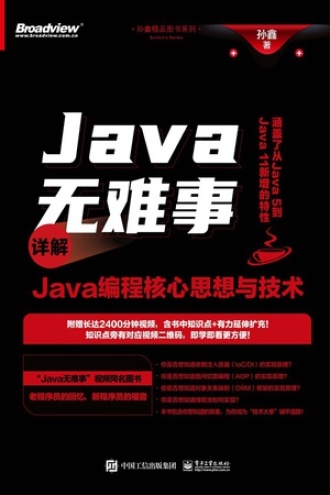 Broadview®
www.broadview.com.cn
·孙鑫精品图书系列·
SunXin's Series
孙鑫
著
Java
无难事
涵盖了从Java 5到
Java 11新增的特性
详解
Java编程核心思想与技术
附赠长达2400分钟视频，含书中知识点+有力延伸扩充！
知识点旁有对应视频二维码，即学即看更方便！
“Java无难事”视频同名图书
老程序员的回忆，新程序员的福音
中国工信出版集团
电子工业出版社